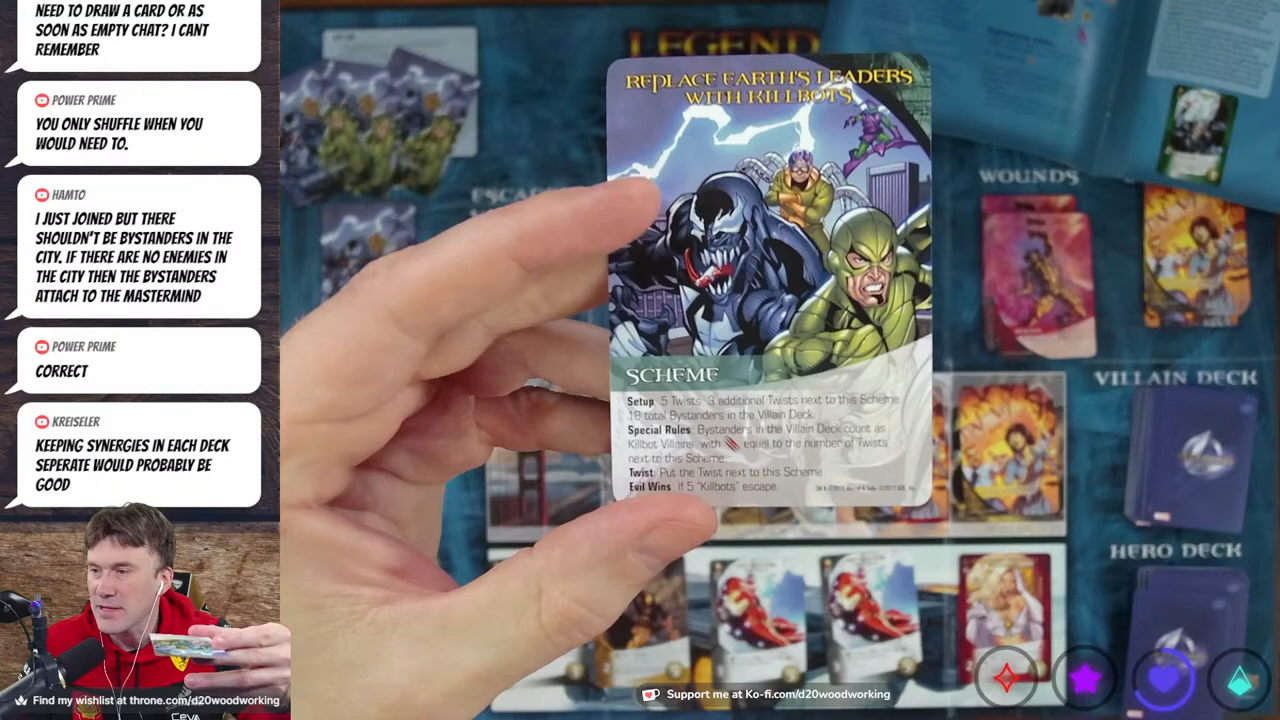 NEED TO DRAW A CARD OR AS
SOON AS EMPTY CHAT? I CANT
REMEMBER
POWER PRIME
YOU ONLY SHUFFLE WHEN YOU
WOULD NEED TO.
HAMTO
I JUST JOINED BUT THERE
SHOULDN'T BE BYSTANDERS IN THE
CITY. IF THERE ARE NO ENEMIES IN
THE CITY THEN THE BYSTANDERS
ATTACH TO THE MASTERMIND
POWER PRIME
CORRECT
KREISELER
KEEPING SYNERGIES IN EACH DECK
SEPERATE WOULD PROBABLY BE
GOOD
Find my wishlist at throne.com/d20woodworking
LEGEND
REPLACE EARTH'S LEADERS
WITH KILLBOTS
SCHEME
Setup: 5 Twists. 3 additional Twists next to this Scheme.
18 total Bystanders in the Villain Deck.
Special Rules: Bystanders in the Villain Deck count as
Killbot Villains, with equal to the number of Twists
next to this Scheme.
Twist: Put the Twist next to this Scheme.
Evil Wins: If 5 "Killbots" escape.
ESCAP
WOUNDS
VILLAIN DECK
HERO DECK
Support me at Ko-fi.com/d20woodworking